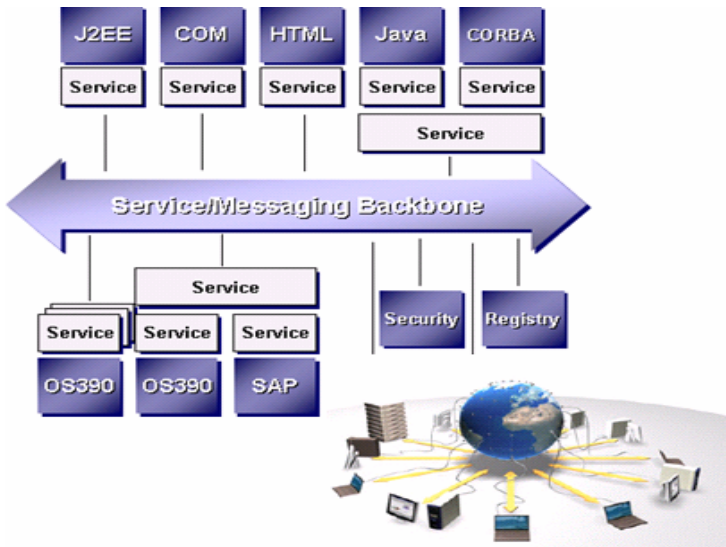 J2EE
COM
HTML
Java
CORBA
Service
Service
Service
Service
Service
Service
Service/Messaging Backbone
Service
Service
Service
Service
Security
Registry
OS390
OS390
SAP